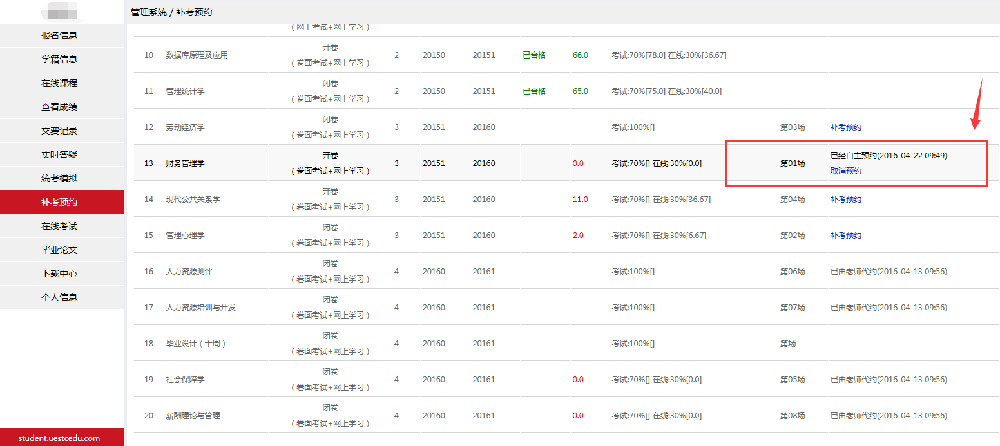 管理系统 / 补考预约
报名信息
学籍信息
在线课程
查看成绩
交费记录
实时答疑
统考模拟
补考预约
在线考试
毕业论文
下载中心
个人信息
student.uestcedu.com
（网上考试+网上学习）
10 数据库原理及应用 开卷 2 20150 20151 已合格 66.0 考试:70%[78.0] 在线:30%[36.67]
（卷面考试+网上学习）
11 管理统计学 闭卷 2 20150 20151 已合格 65.0 考试:70%[75.0] 在线:30%[40.0]
（卷面考试+网上学习）
12 劳动经济学 闭卷 3 20151 20160 考试:100%[] 第03场 补考预约
（卷面考试+网上学习）
13 财务管理学 开卷 3 20151 20160 0.0 考试:70%[] 在线:30%[0.0] 第01场 已经自主预约(2016-04-22 09:49)
（卷面考试+网上学习） 取消预约
14 现代公共关系学 开卷 3 20151 20160 11.0 考试:70%[] 在线:30%[36.67] 第04场 补考预约
（卷面考试+网上学习）
15 管理心理学 闭卷 3 20151 20160 2.0 考试:70%[] 在线:30%[6.67] 第02场 补考预约
（卷面考试+网上学习）
16 人力资源测评 闭卷 4 20160 20161 考试:100%[] 第06场 已由老师代约(2016-04-13 09:56)
（卷面考试+网上学习）
17 人力资源培训与开发 闭卷 4 20160 20161 考试:100%[] 第07场 已由老师代约(2016-04-13 09:56)
（卷面考试+网上学习）
18 毕业设计（十周） 闭卷 4 20160 20161 考试:100%[] 第场
（卷面考试+网上学习）
19 社会保障学 闭卷 4 20160 20161 0.0 考试:70%[] 在线:30%[0.0] 第05场 已由老师代约(2016-04-13 09:56)
（卷面考试+网上学习）
20 薪酬理论与管理 闭卷 4 20160 20161 0.0 考试:70%[] 在线:30%[0.0] 第08场 已由老师代约(2016-04-13 09:56)
（卷面考试+网上学习）